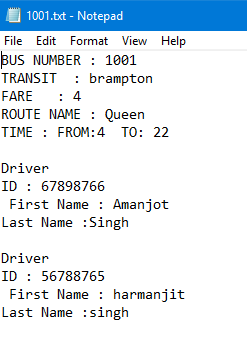 1001.txt - Notepad
File Edit Format View Help
BUS NUMBER : 1001
TRANSIT  : brampton
FARE   : 4
ROUTE NAME : Queen
TIME : FROM:4  TO: 22

Driver
ID : 67898766
 First Name : Amanjot
Last Name :Singh

Driver
ID : 56788765
 First Name : harmanjit
Last Name :singh